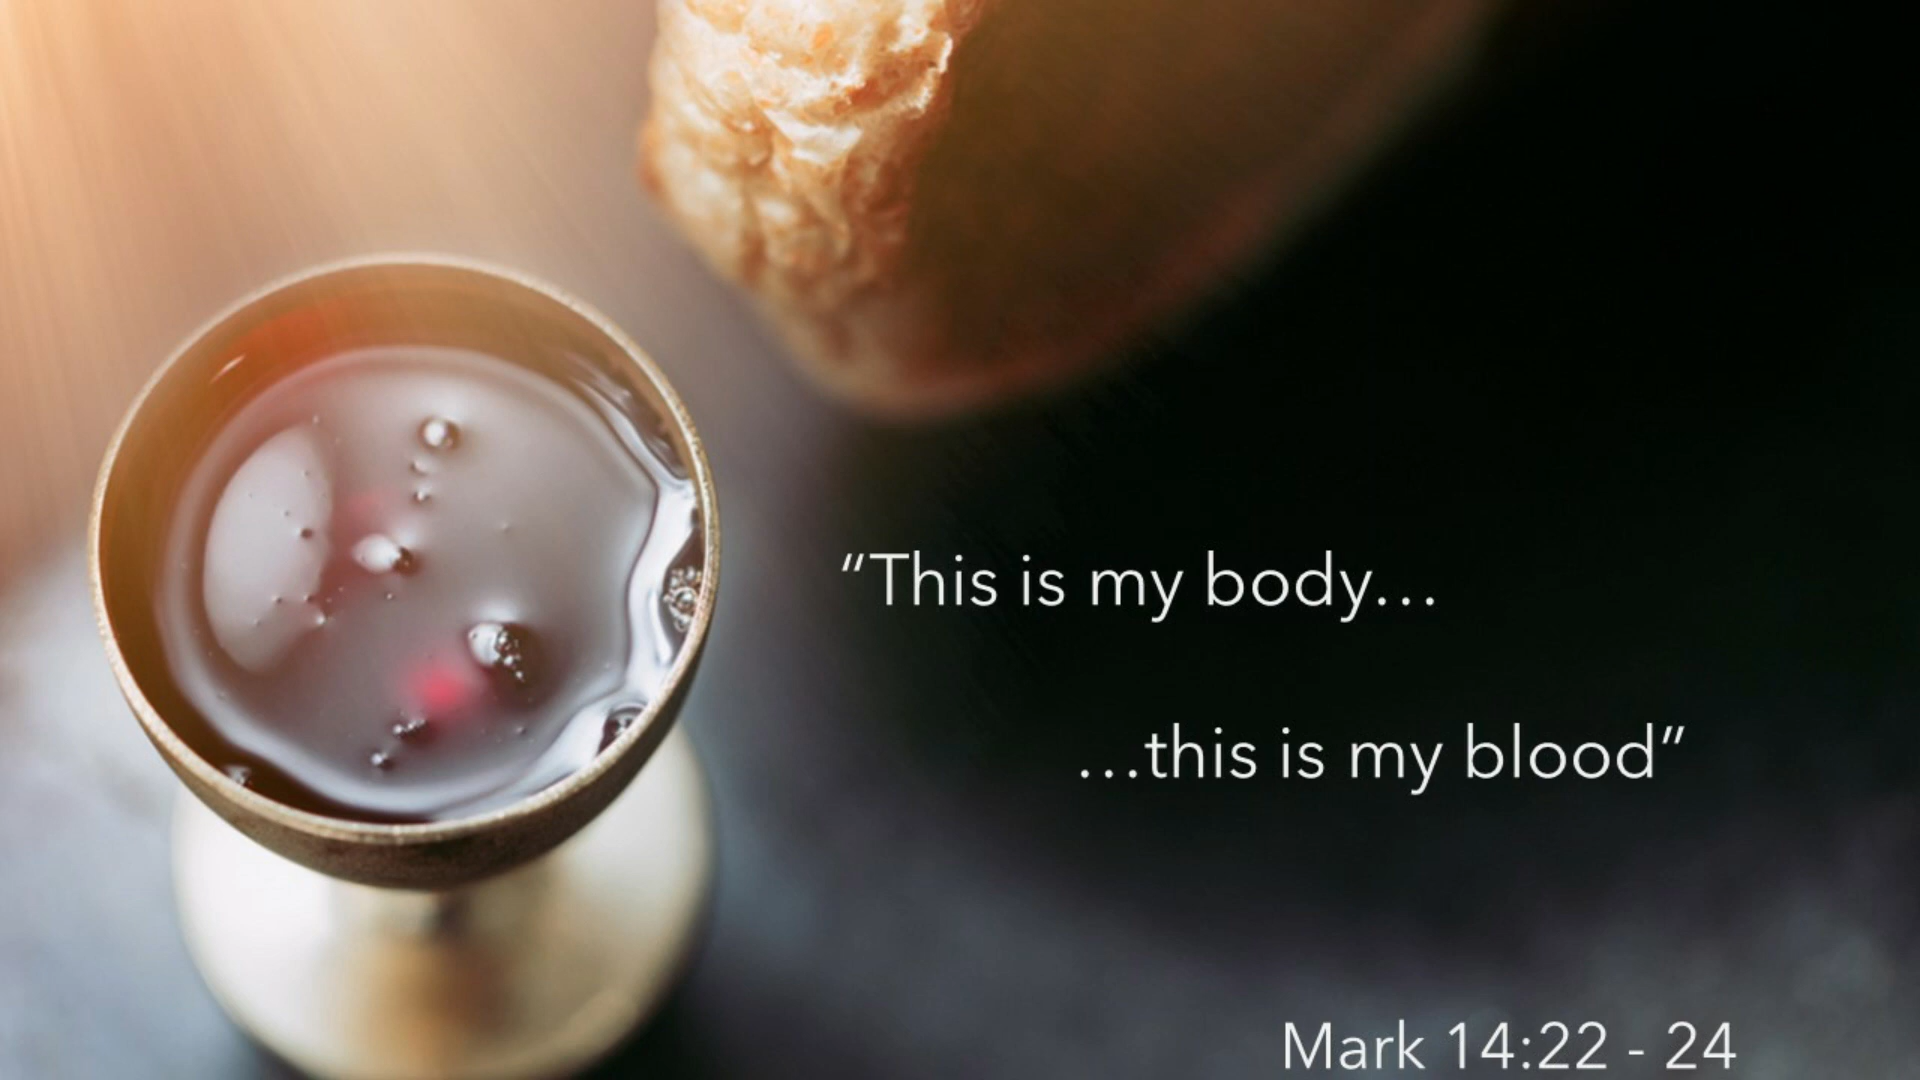 “This is my body…
…this is my blood”
Mark 14:22 - 24